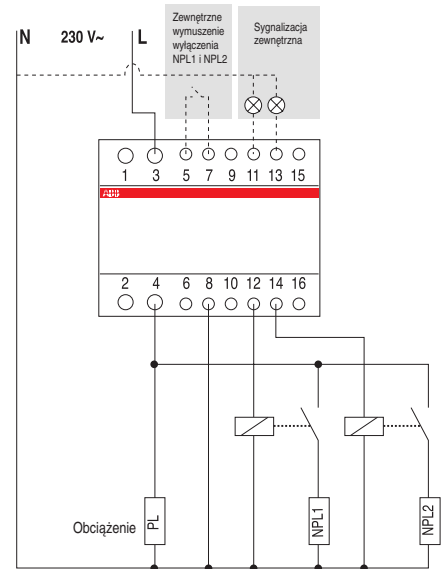 N 230 V~ L
Zewnętrzne
wymuszenie
wyłączenia
NPL1 i NPL2
Sygnalizacja
zewnętrzna
1 3 5 7 9 11 13 15
ABB
2 4 6 8 10 12 14 16
Obciążenie
PL
NPL1
NPL2